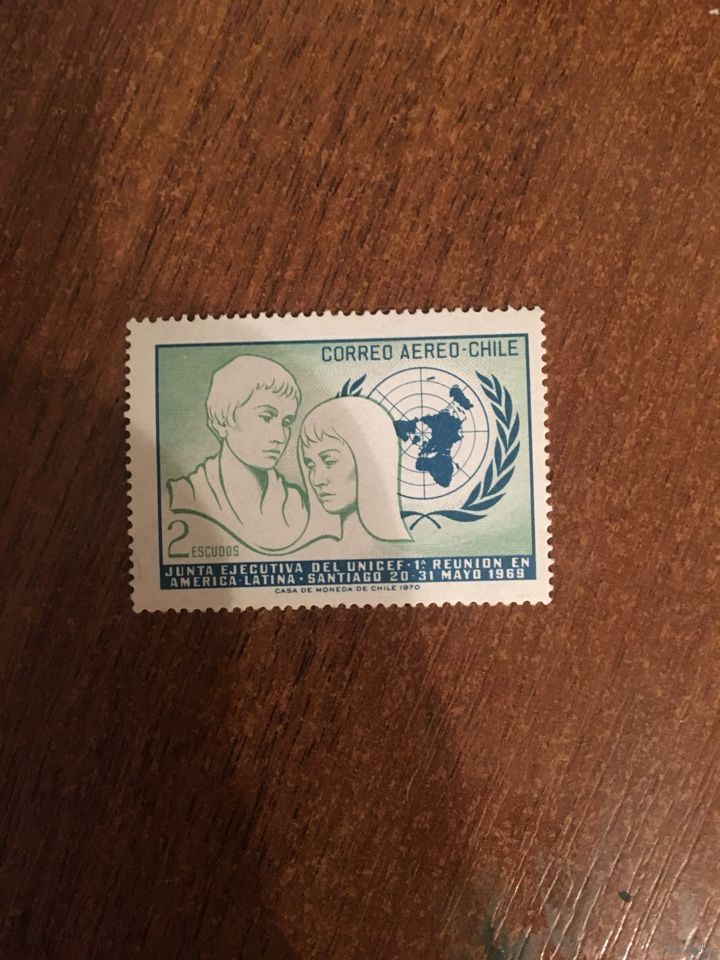 CORREO AEREO-CHILE
2 ESCUDOS
JUNTA EJECUTIVA DEL UNICEF·1ª REUNION EN
AMERICA-LATINA·SANTIAGO 20-31 MAYO 1969
CASA DE MONEDA DE CHILE 1970